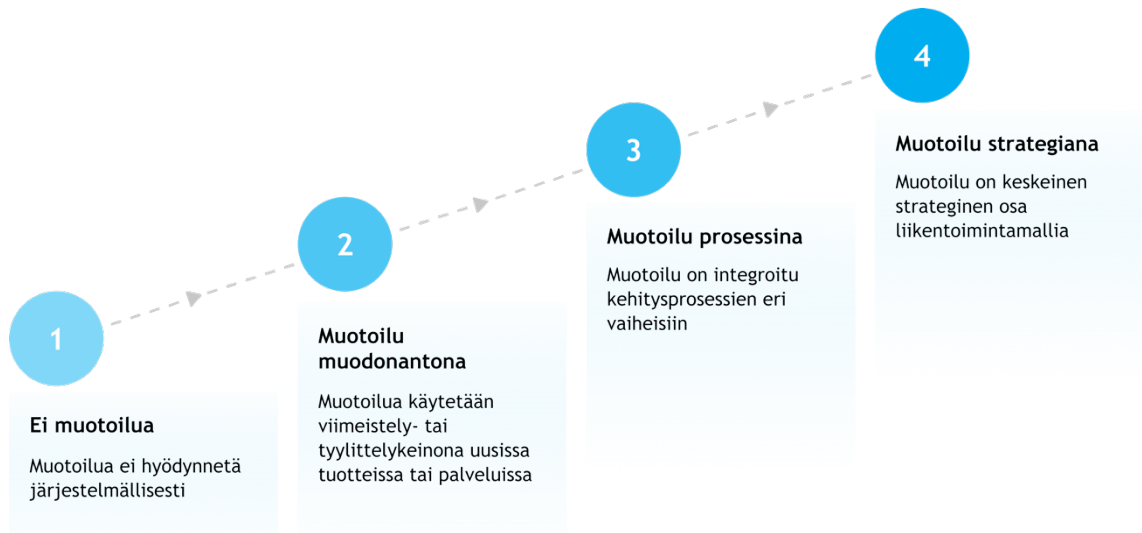 1
Ei muotoilua
Muotoilua ei hyödynnetä
järjestelmällisesti
2
Muotoilu
muodonantona
Muotoilua käytetään
viimeistely- tai
tyylittelykeinona uusissa
tuotteissa tai palveluissa
3
Muotoilu prosessina
Muotoilu on integroitu
kehitysprosessien eri
vaiheisiin
4
Muotoilu strategiana
Muotoilu on keskeinen
strateginen osa
liikentoimintamallia